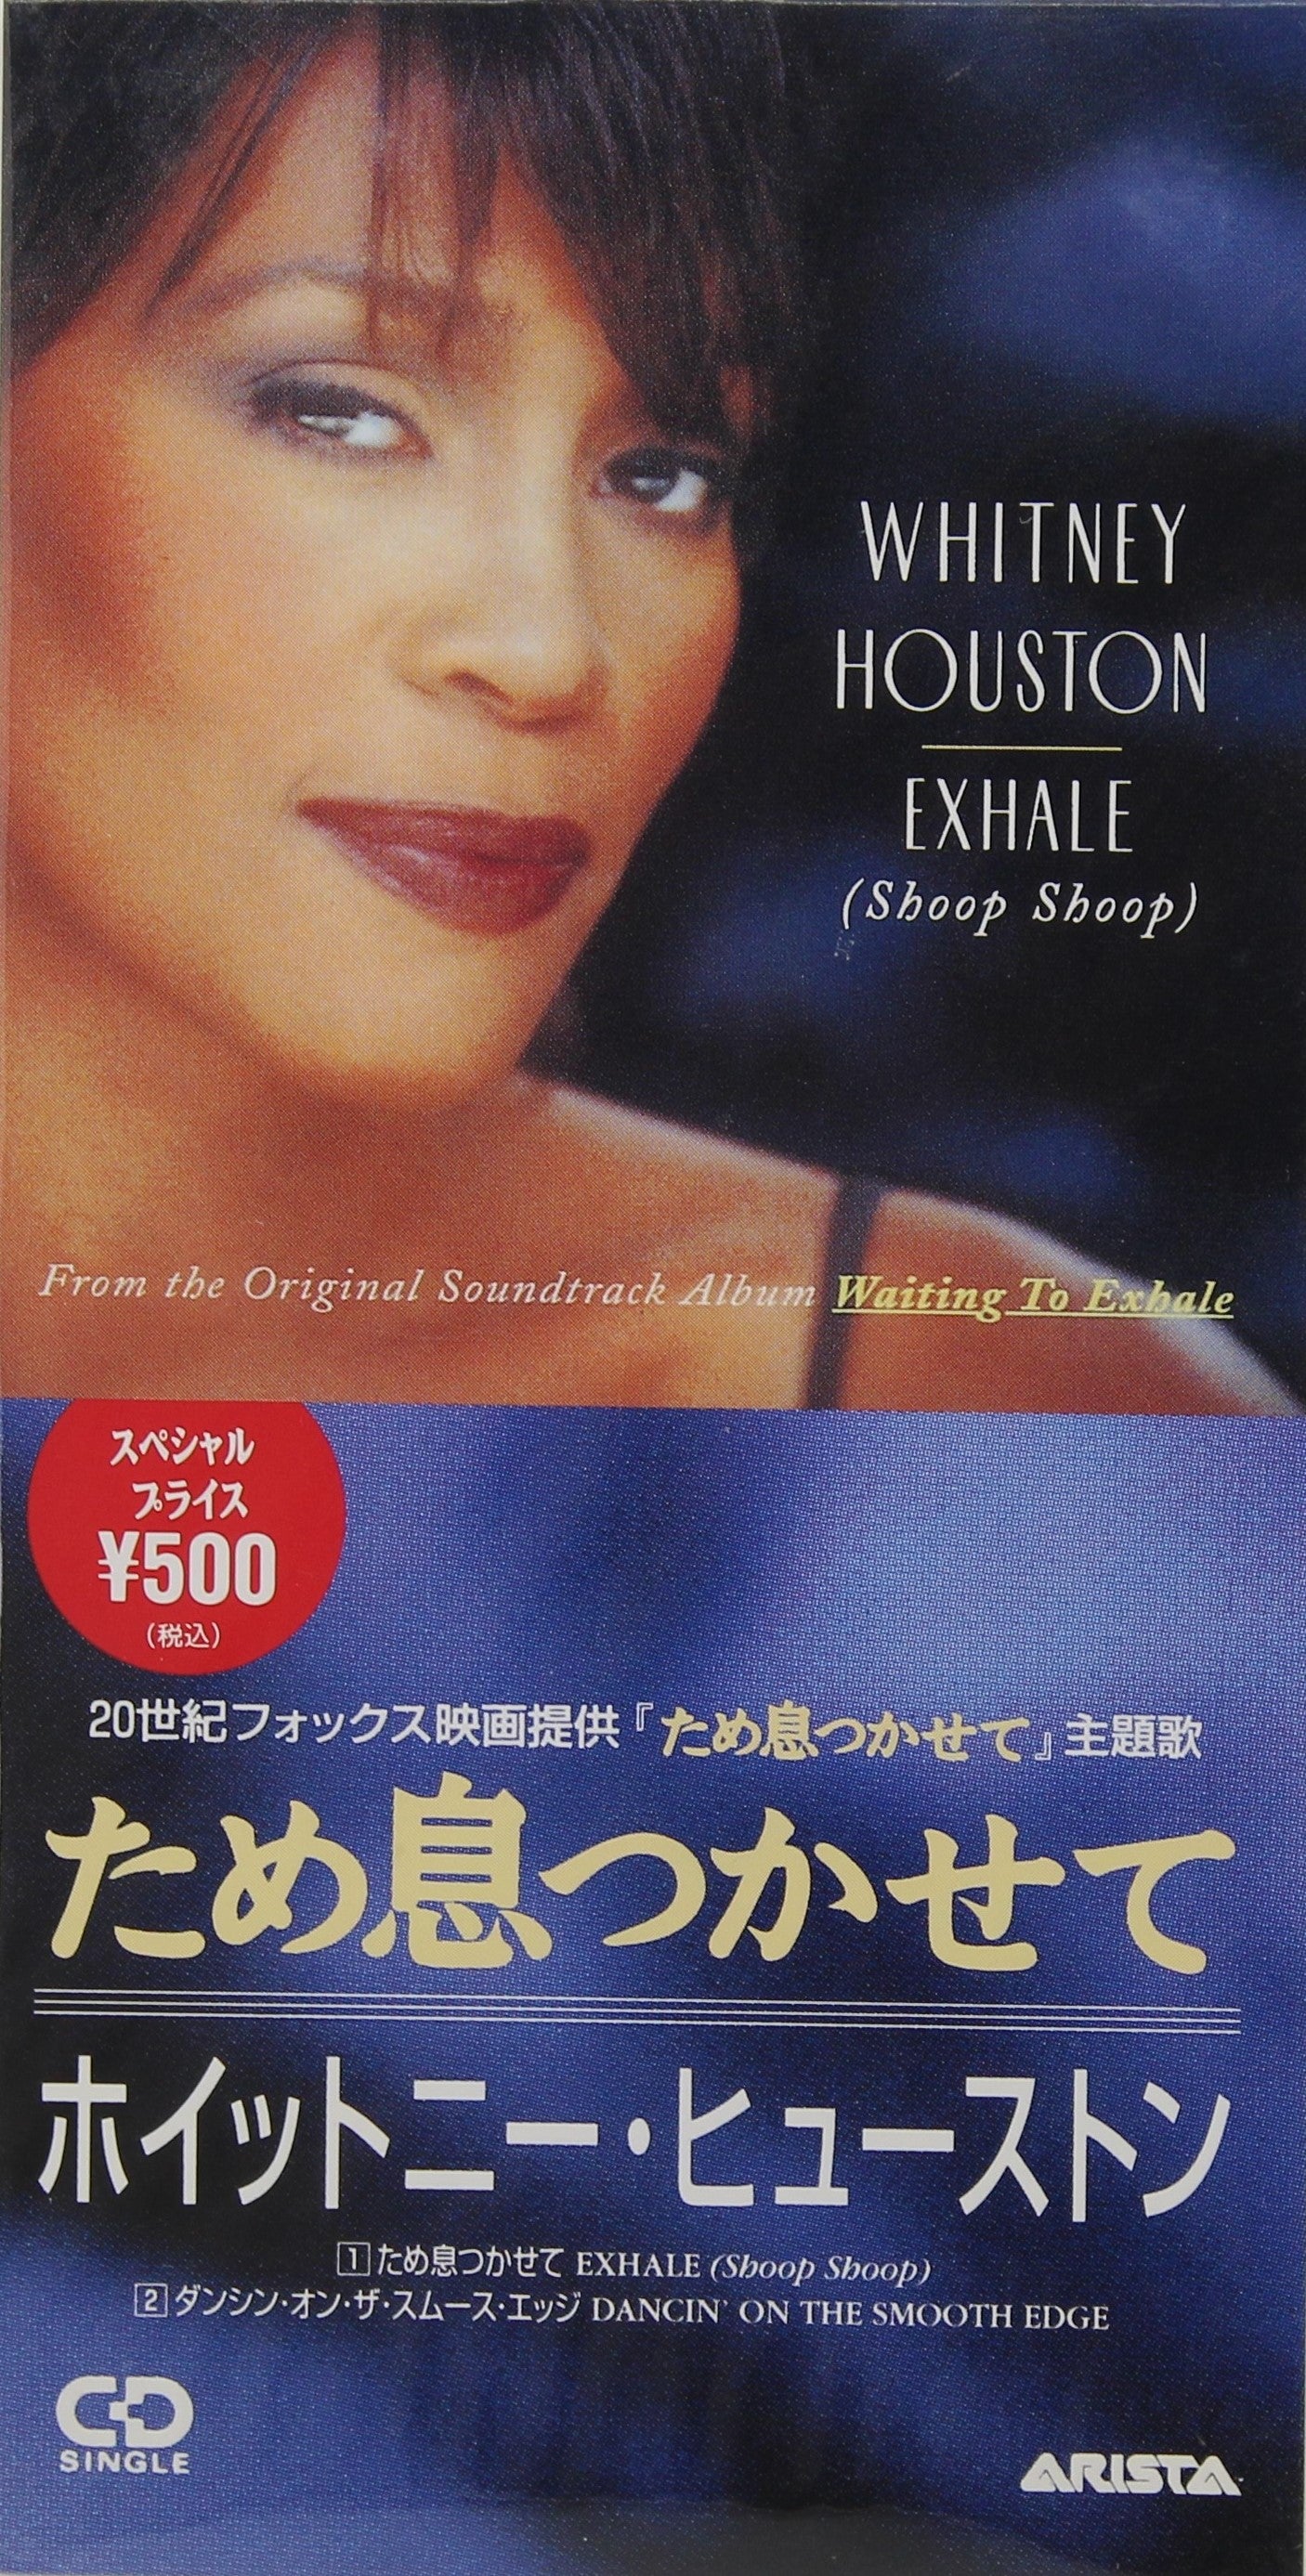 WHITNEY
HOUSTON
EXHALE
(Shoop Shoop)
From the Original Soundtrack Album Waiting To Exhale
スペシャル
プライス
¥500
(税込)
20世紀フォックス映画提供『ため息つかせて』主題歌
ため息つかせて
ホイットニー・ヒューストン
1 ため息つかせて EXHALE (Shoop Shoop)
2 ダンシン・オン・ザ・スムース・エッジ DANCIN' ON THE SMOOTH EDGE
CD
SINGLE
ARISTA